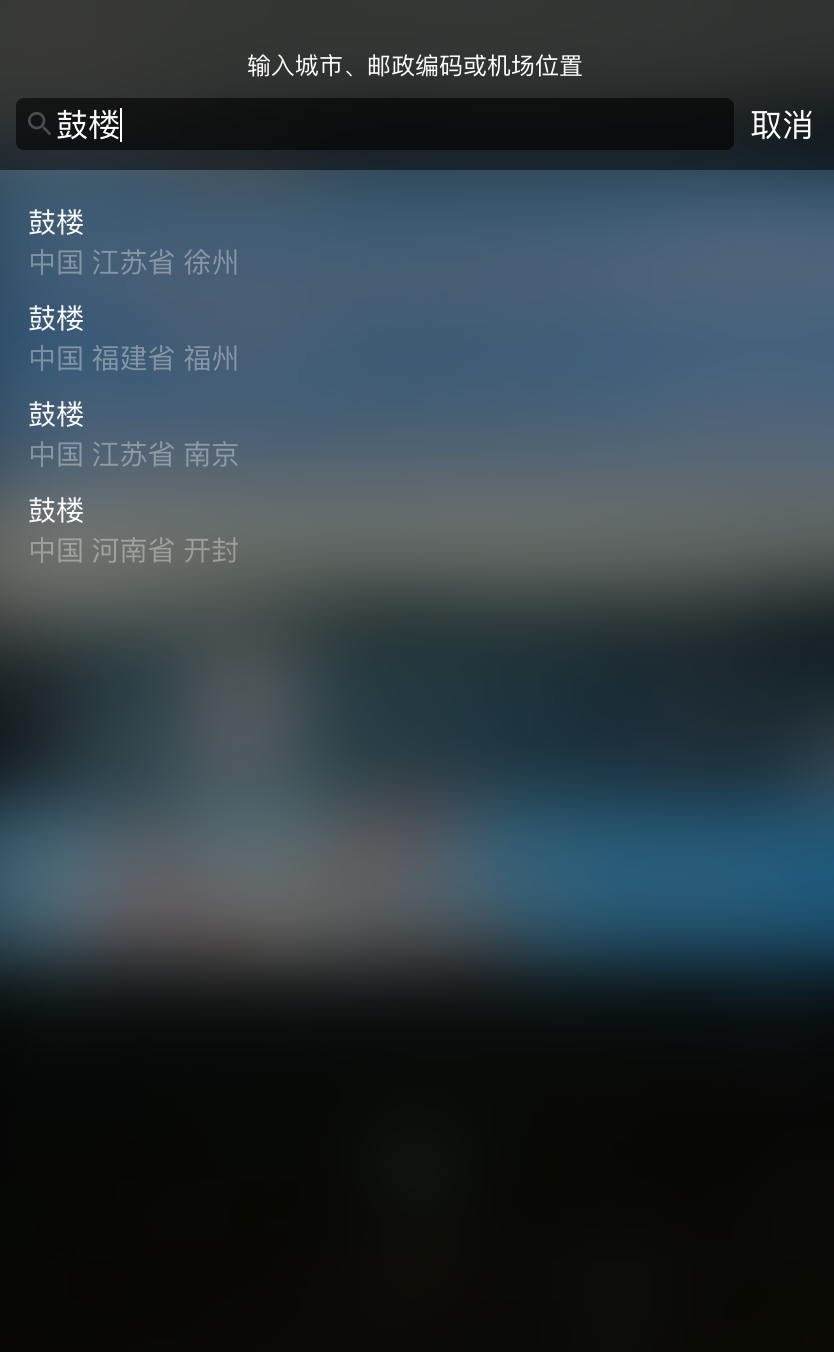 输入城市、邮政编码或机场位置
鼓楼
取消
鼓楼
中国 江苏省 徐州
鼓楼
中国 福建省 福州
鼓楼
中国 江苏省 南京
鼓楼
中国 河南省 开封